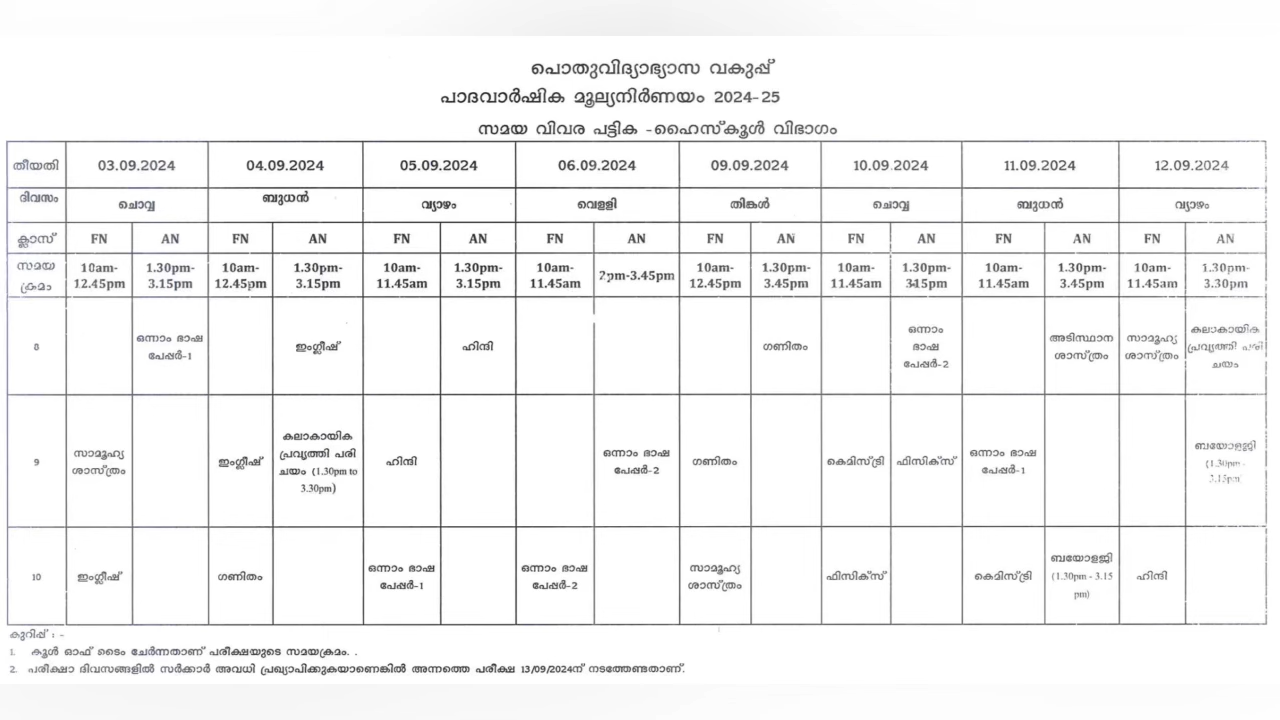 പൊതുവിദ്യാഭ്യാസ വകുപ്പ്
പാദവാർഷിക മൂല്യനിർണയം 2024-25
സമയ വിവര പട്ടിക -ഹൈസ്കൂൾ വിഭാഗം
തീയതി 03.09.2024 04.09.2024 05.09.2024 06.09.2024 09.09.2024 10.09.2024 11.09.2024 12.09.2024
ദിവസം ചൊവ്വ ബുധൻ വ്യാഴം വെള്ളി തിങ്കൾ ചൊവ്വ ബുധൻ വ്യാഴം
ക്ലാസ് FN AN FN AN FN AN FN AN FN AN FN AN FN AN FN AN
സമയ 10am- 1.30pm- 10am- 1.30pm- 10am- 1.30pm- 10am- 2pm-3.45pm 10am- 1.30pm- 10am- 1.30pm- 10am- 1.30pm- 10am- 1.30pm-
ക്രമം 12.45pm 3.15pm 12.45pm 3.15pm 11.45am 3.15pm 11.45am 12.45pm 3.45pm 11.45am 3.15pm 11.45am 3.45pm 11.45am 3.30pm
8 ഒന്നാം ഭാഷ ഇംഗ്ലീഷ് ഹിന്ദി ഗണിതം ഒന്നാം അടിസ്ഥാന സാമൂഹ്യ കലാകായിക
പേപ്പർ-1 ഭാഷ ശാസ്ത്രം ശാസ്ത്രം പ്രവൃത്തി പരി
പേപ്പർ-2 ചയം
9 സാമൂഹ്യ ഇംഗ്ലീഷ് കലാകായിക ഹിന്ദി ഒന്നാം ഭാഷ ഗണിതം കെമിസ്ട്രി ഫിസിക്സ് ഒന്നാം ഭാഷ ബയോളജി
ശാസ്ത്രം പ്രവൃത്തി പരി പേപ്പർ-2 പേപ്പർ-1 (1.30pm -
ചയം (1.30pm to 3.15pm)
3.30pm)
10 ഇംഗ്ലീഷ് ഗണിതം ഒന്നാം ഭാഷ ഒന്നാം ഭാഷ സാമൂഹ്യ ഫിസിക്സ് കെമിസ്ട്രി ബയോളജി ഹിന്ദി
പേപ്പർ-1 പേപ്പർ-2 ശാസ്ത്രം (1.30pm - 3.15
pm)
കുറിപ്പ് : -
1. കൂൾ ഓഫ് ടൈം ചേർന്നതാണ് പരീക്ഷയുടെ സമയക്രമം. .
2. പരീക്ഷാ ദിവസങ്ങളിൽ സർക്കാർ അവധി പ്രഖ്യാപിക്കുകയാണെങ്കിൽ അന്നത്തെ പരീക്ഷ 13/09/2024ന് നടത്തേണ്ടതാണ്.